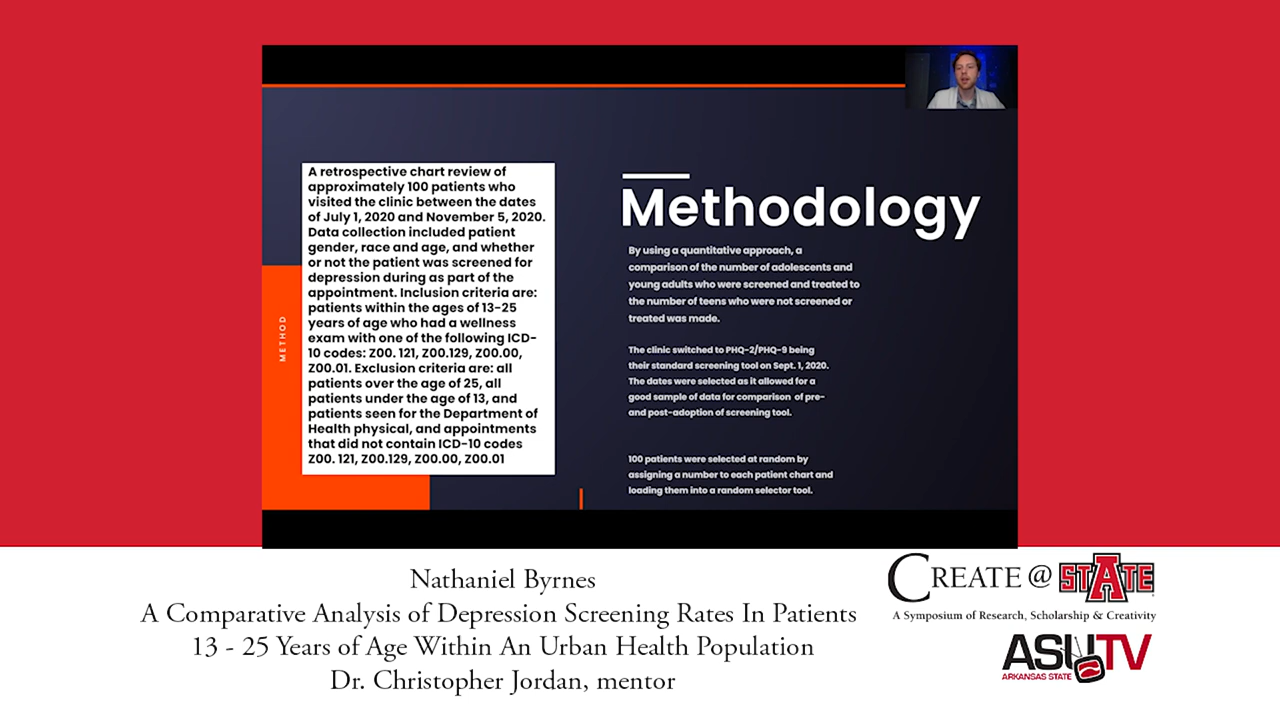 METHOD
A retrospective chart review of
approximately 100 patients who
visited the clinic between the dates
of July 1, 2020 and November 5, 2020.
Data collection included patient
gender, race and age, and whether
or not the patient was screened for
depression during as part of the
appointment. Inclusion criteria are:
patients within the ages of 13-25
years of age who had a wellness
exam with one of the following ICD-
10 codes: Z00. 121, Z00.129, Z00.00,
Z00.01. Exclusion criteria are: all
patients over the age of 25, all
patients under the age of 13, and
patients seen for the Department of
Health physical, and appointments
that did not contain ICD-10 codes
Z00. 121, Z00.129, Z00.00, Z00.01
Methodology
By using a quantitative approach, a
comparison of the number of adolescents and
young adults who were screened and treated to
the number of teens who were not screened or
treated was made.
The clinic switched to PHQ-2/PHQ-9 being
their standard screening tool on Sept. 1, 2020.
The dates were selected as it allowed for a
good sample of data for comparison of pre-
and post-adoption of screening tool.
100 patients were selected at random by
assigning a number to each patient chart and
loading them into a random selector tool.
Nathaniel Byrnes
A Comparative Analysis of Depression Screening Rates In Patients
13 - 25 Years of Age Within An Urban Health Population
Dr. Christopher Jordan, mentor
CREATE @ STATE
A Symposium of Research, Scholarship & Creativity
ASUTV
ARKANSAS STATE